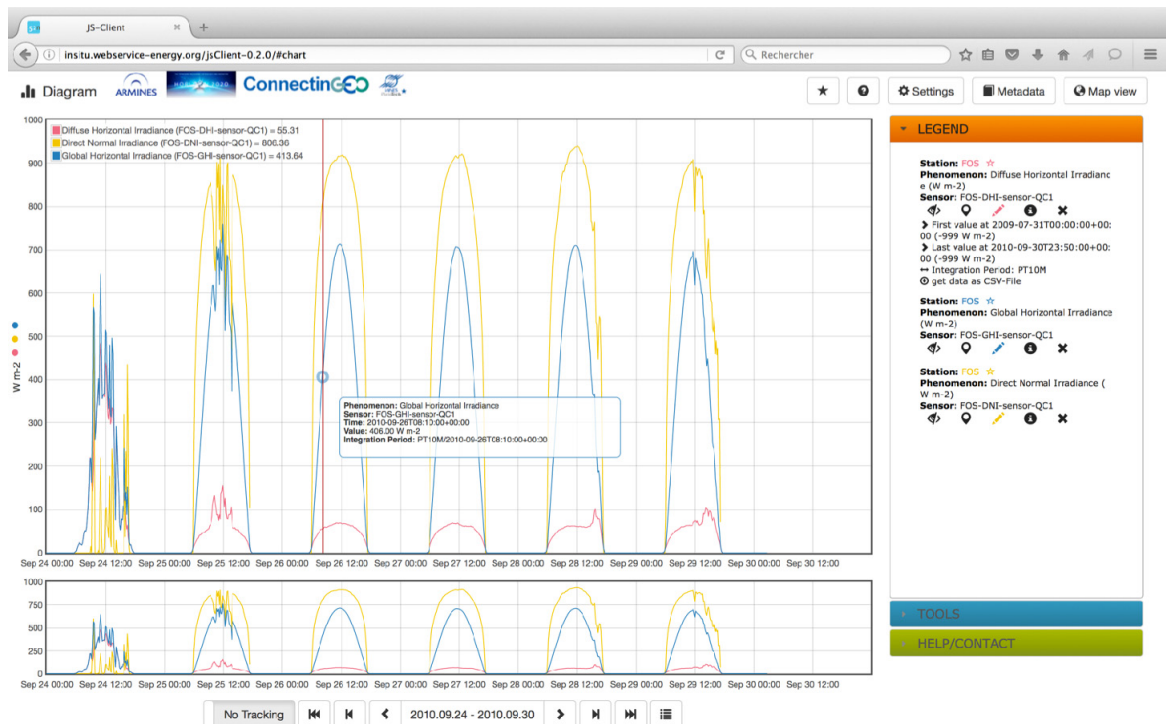 JS-Client
insitu.webservice-energy.org/jsClient-0.2.0/#chart
Rechercher
Diagram
ARMINES
HORIZON 2020
ConnectinGEO
Settings
Metadata
Map view
1000
900
800
700
600
500
400
300
200
100
0
W m-2
Diffuse Horizontal Irradiance (FOS-DHI-sensor-QC1) = 55.31
Direct Normal Irradiance (FOS-DNI-sensor-QC1) = 806.36
Global Horizontal Irradiance (FOS-GHI-sensor-QC1) = 413.64
Phenomenon: Global Horizontal Irradiance
Sensor: FOS-GHI-sensor-QC1
Time: 2010-09-26T08:10:00+00:00
Value: 406.00 W m-2
Integration Period: PT10M/2010-09-26T08:10:00+00:00
Sep 24 00:00 Sep 24 12:00 Sep 25 00:00 Sep 25 12:00 Sep 26 00:00 Sep 26 12:00 Sep 27 00:00 Sep 27 12:00 Sep 28 00:00 Sep 28 12:00 Sep 29 00:00 Sep 29 12:00 Sep 30 00:00 Sep 30 12:00
1000
750
500
250
0
Sep 24 00:00 Sep 24 12:00 Sep 25 00:00 Sep 25 12:00 Sep 26 00:00 Sep 26 12:00 Sep 27 00:00 Sep 27 12:00 Sep 28 00:00 Sep 28 12:00 Sep 29 00:00 Sep 29 12:00 Sep 30 00:00 Sep 30 12:00
No Tracking
2010.09.24 - 2010.09.30
LEGEND
Station: FOS
Phenomenon: Diffuse Horizontal Irradianc
e (W m-2)
Sensor: FOS-DHI-sensor-QC1
First value at 2009-07-31T00:00:00+00:
00 (-999 W m-2)
Last value at 2010-09-30T23:50:00+00:
00 (-999 W m-2)
Integration Period: PT10M
get data as CSV-File
Station: FOS
Phenomenon: Global Horizontal Irradiance
(W m-2)
Sensor: FOS-GHI-sensor-QC1
Station: FOS
Phenomenon: Direct Normal Irradiance (
W m-2)
Sensor: FOS-DNI-sensor-QC1
TOOLS
HELP/CONTACT